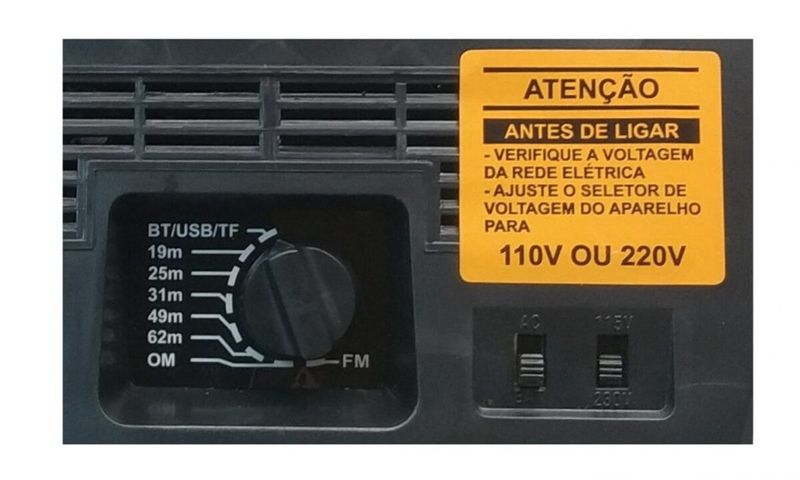 ATENÇÃO
ANTES DE LIGAR
- VERIFIQUE A VOLTAGEM
DA REDE ELÉTRICA
- AJUSTE O SELETOR DE
VOLTAGEM DO APARELHO
PARA
110V OU 220V
BT/USB/TF
19m
25m
31m
49m
62m
OM
FM
AC
115V
230V